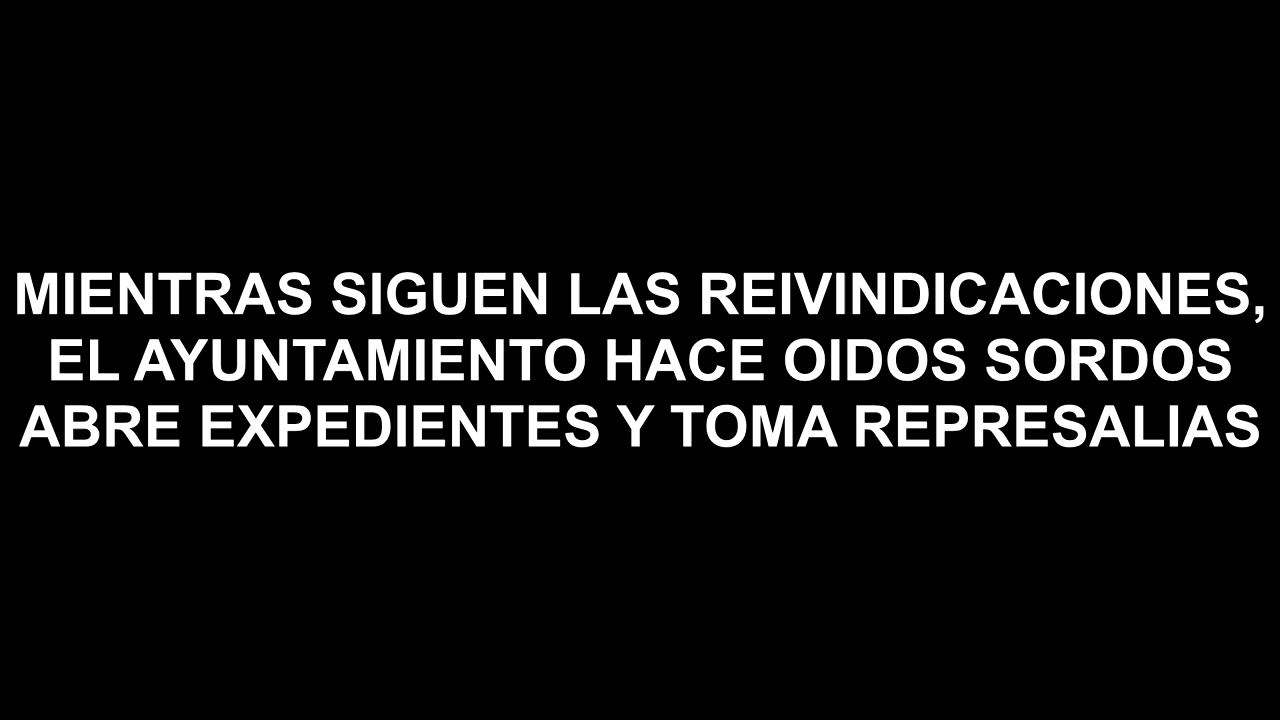 MIENTRAS SIGUEN LAS REIVINDICACIONES,
EL AYUNTAMIENTO HACE OIDOS SORDOS
ABRE EXPEDIENTES Y TOMA REPRESALIAS